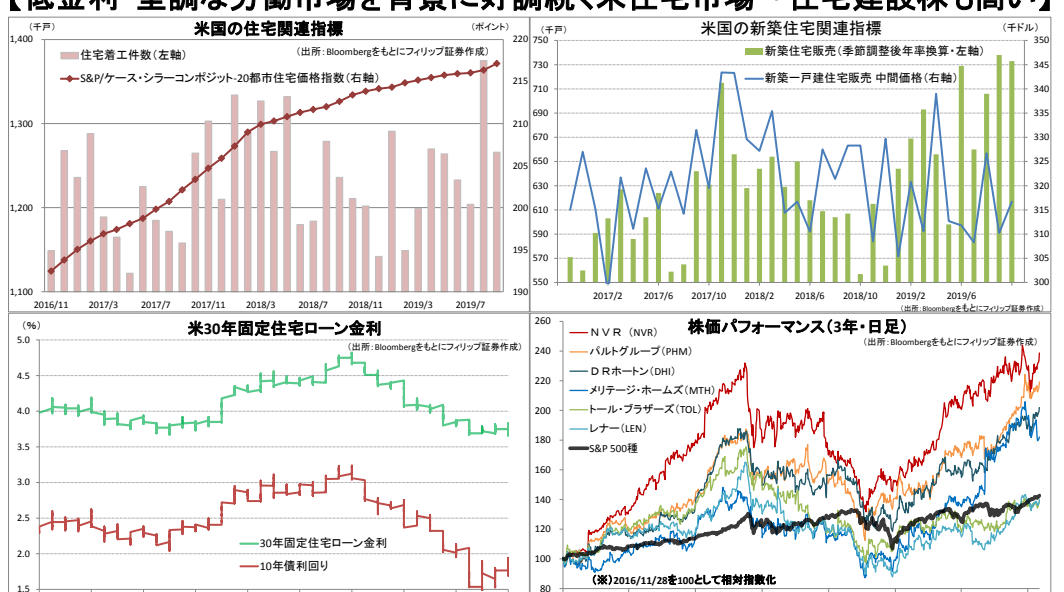 【低金利・堅調な労働市場を背景に好調続く米住宅市場～住宅建設株も高い】
米国の住宅関連指標
(千戸)
(ポイント)
(出所:Bloombergをもとにフィリップ証券作成)
住宅着工件数(左軸)
S&P/ケース・シラーコンポジット-20都市住宅価格指数(右軸)
1,400
1,300
1,200
1,100
220
215
210
205
200
195
190
2016/11 2017/3 2017/7 2017/11 2018/3 2018/7 2018/11 2019/3 2019/7
米国の新築住宅関連指標
(千戸)
(千ドル)
新築住宅販売(季節調整後年率換算・左軸)
新築一戸建住宅販売 中間価格(右軸)
750
730
710
690
670
650
630
610
590
570
550
350
345
340
335
330
325
320
315
310
305
300
2017/2 2017/6 2017/10 2018/2 2018/6 2018/10 2019/2 2019/6
(出所:Bloombergをもとにフィリップ証券作成)
米30年固定住宅ローン金利
(%)
(出所:Bloombergをもとにフィリップ証券作成)
5.0
4.5
4.0
3.5
3.0
2.5
2.0
1.5
30年固定住宅ローン金利
10年債利回り
株価パフォーマンス(3年・日足)
(出所:Bloombergをもとにフィリップ証券作成)
260
240
220
200
180
160
140
120
100
80
NVR (NVR)
パルトグループ(PHM)
DRホートン(DHI)
メリテージ・ホームズ(MTH)
トール・ブラザーズ(TOL)
レナー(LEN)
S&P 500種
(※)2016/11/28を100として相対指数化